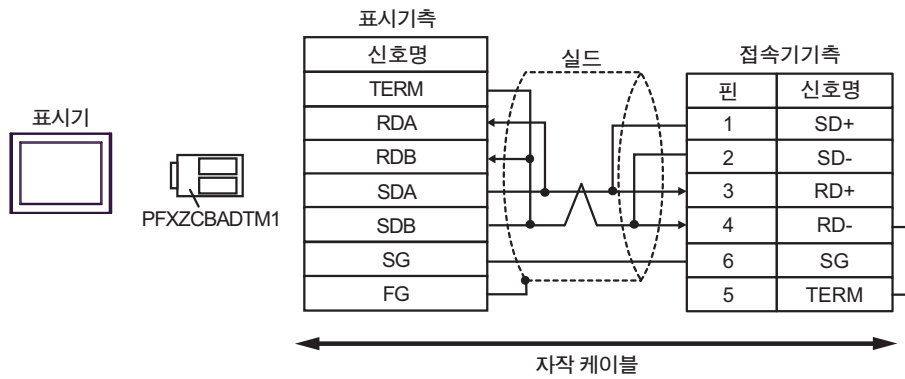 표시기측
신호명
TERM
RDA
RDB
SDA
SDB
SG
FG
실드
접속기기측
핀 신호명
1 SD+
2 SD-
3 RD+
4 RD-
6 SG
5 TERM
표시기
PFXZCBADTM1
자작 케이블